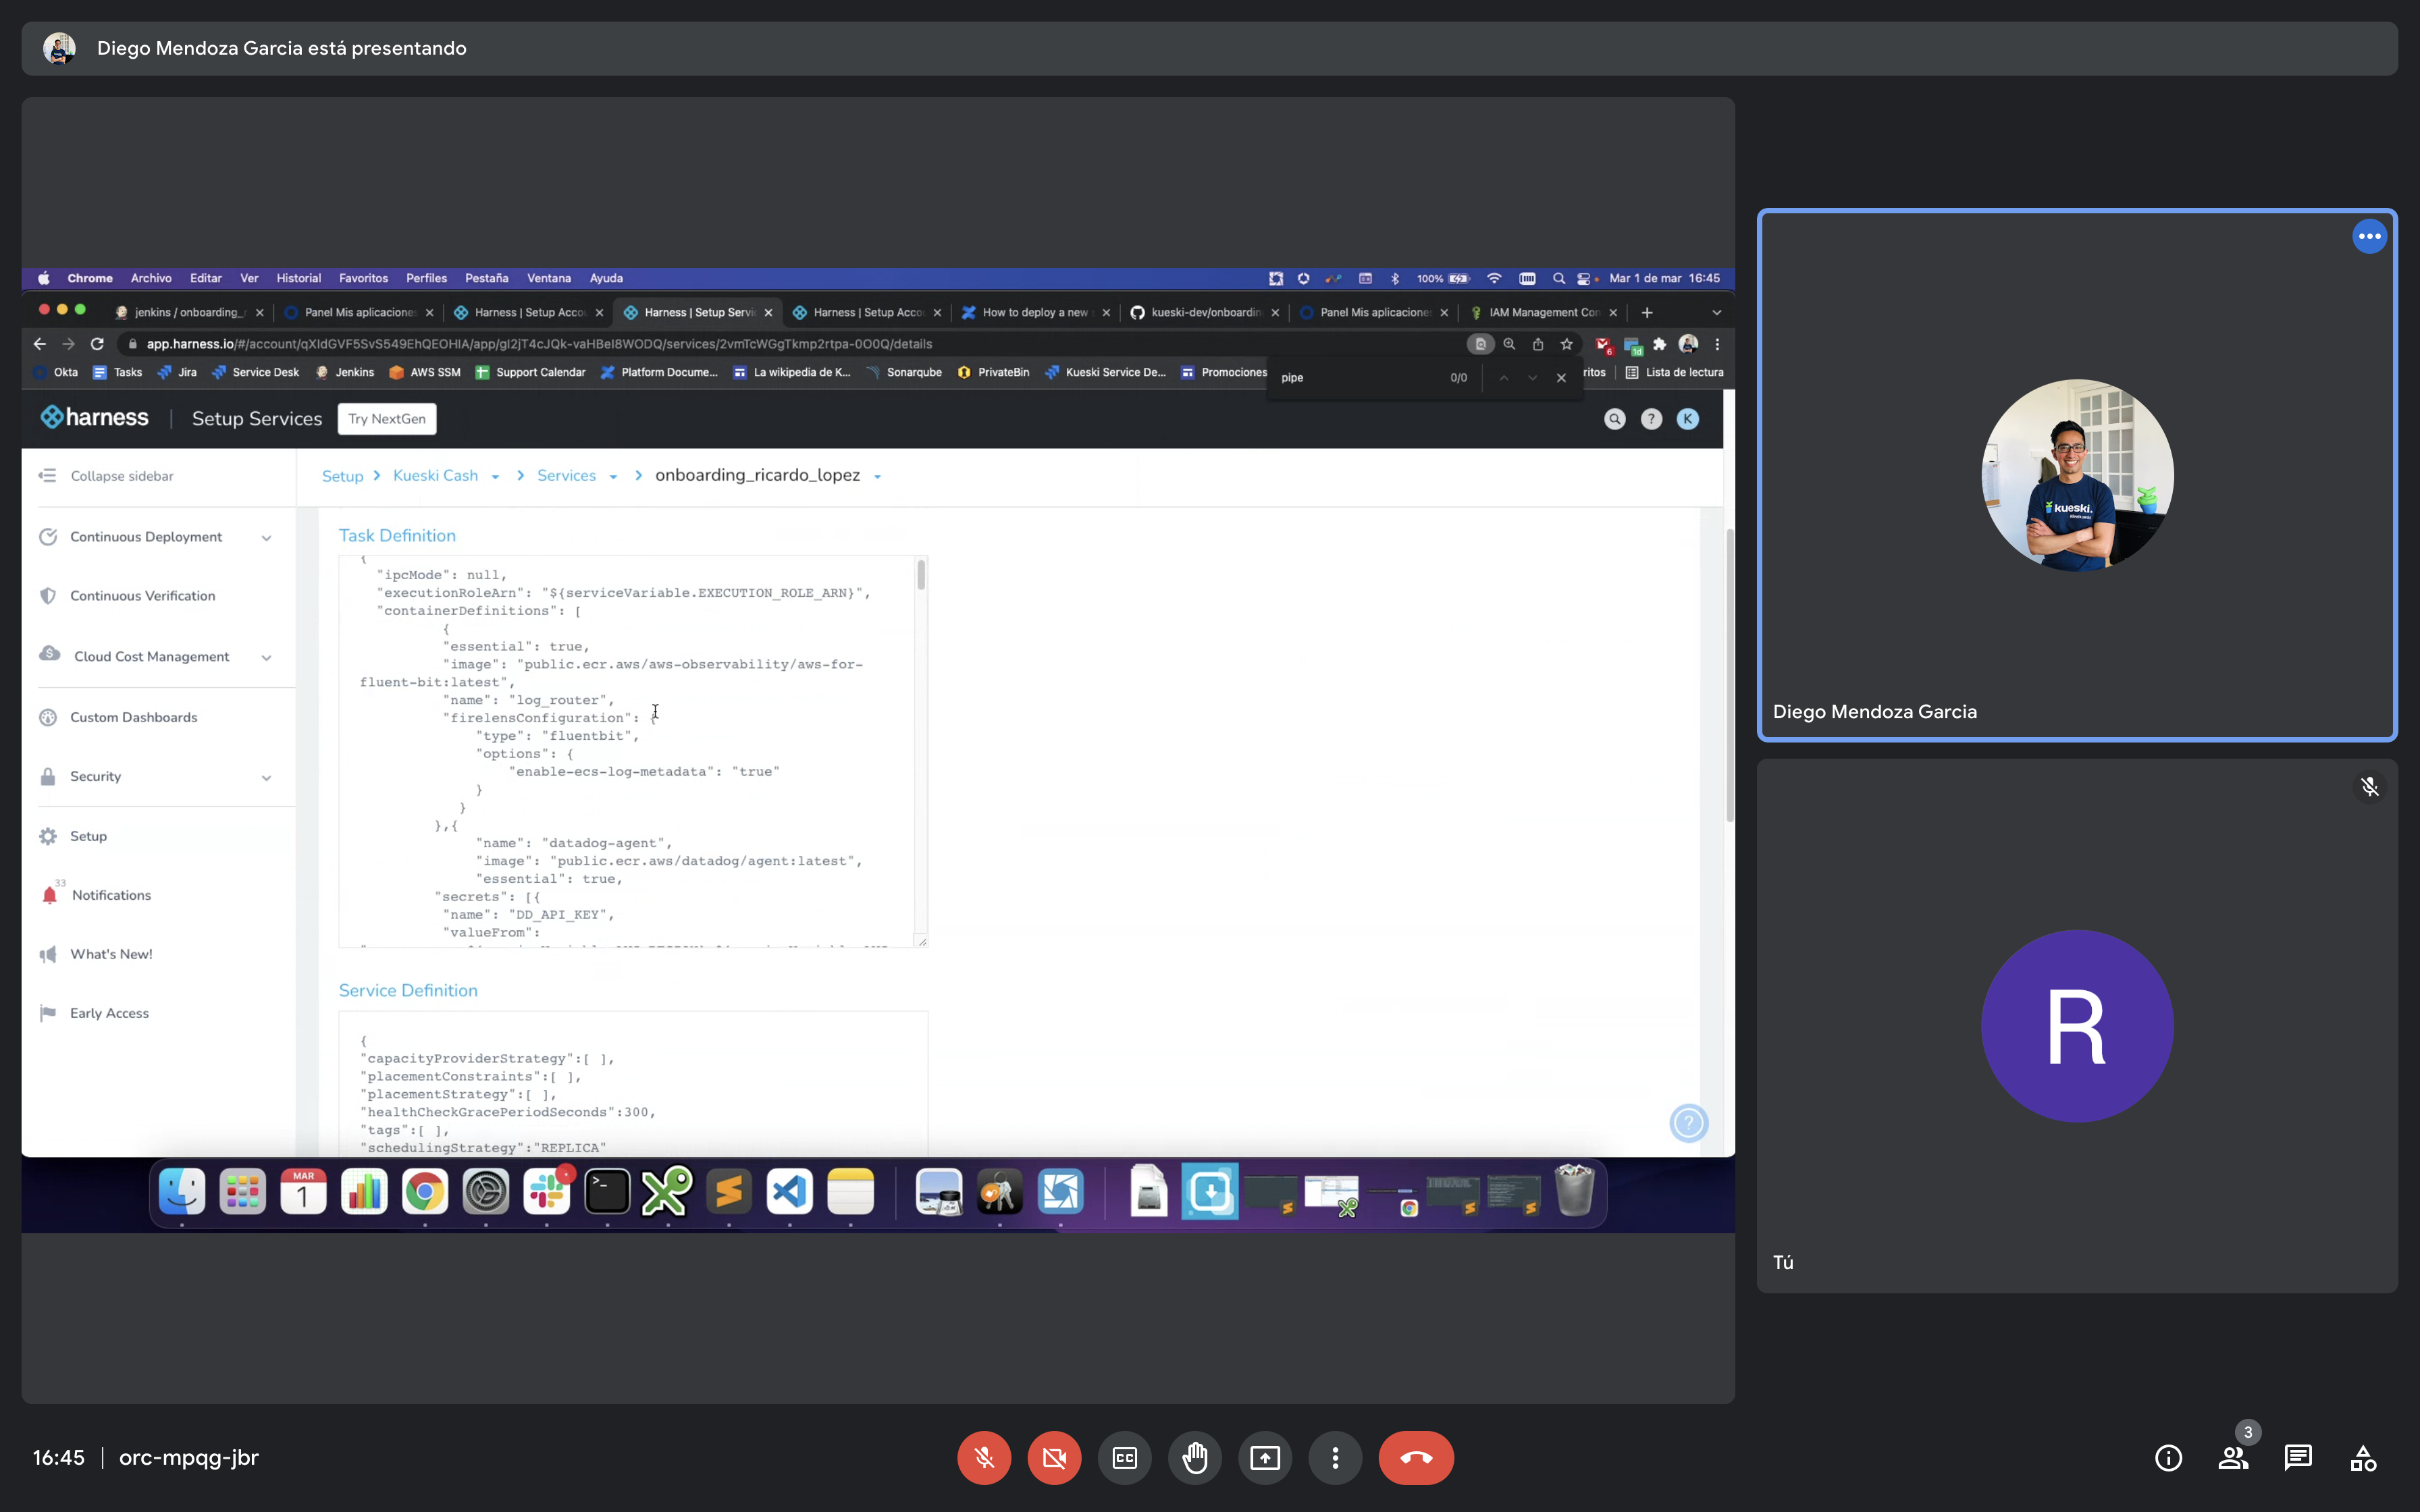 Diego Mendoza Garcia está presentando
Chrome Archivo Editar Ver Historial Favoritos Perfiles Pestaña Ventana Ayuda 100% Mar 1 de mar 16:45
jenkins / onboarding_ Panel Mis aplicacione Harness | Setup Acco Harness | Setup Servi Harness | Setup Acco How to deploy a new kueski-dev/onboardin Panel Mis aplicacione IAM Management Con
app.harness.io/#/account/qXIdGVF5SvS549EhQEOHIA/app/gI2jT4cJQk-vaHBeI8WODQ/services/2vmTcWGgTkmp2rtpa-0O0Q/details 6 1d
Okta Tasks Jira Service Desk Jenkins AWS SSM Support Calendar Platform Docume... La wikipedia de K... Sonarqube PrivateBin Kueski Service De... Promociones ritos Lista de lectura
pipe 0/0
harness | Setup Services Try NextGen ? K
Collapse sidebar
Setup > Kueski Cash > Services > onboarding_ricardo_lopez
Continuous Deployment
Continuous Verification
Cloud Cost Management
Custom Dashboards
Security
Setup
33
Notifications
What's New!
Early Access
Task Definition
{
"ipcMode": null,
"executionRoleArn": "${serviceVariable.EXECUTION_ROLE_ARN}",
"containerDefinitions": [
{
"essential": true,
"image": "public.ecr.aws/aws-observability/aws-for-
fluent-bit:latest",
"name": "log_router",
"firelensConfiguration": {
"type": "fluentbit",
"options": {
"enable-ecs-log-metadata": "true"
}
}
},{
"name": "datadog-agent",
"image": "public.ecr.aws/datadog/agent:latest",
"essential": true,
"secrets": [{
"name": "DD_API_KEY",
"valueFrom":
Service Definition
{
"capacityProviderStrategy":[ ],
"placementConstraints":[ ],
"placementStrategy":[ ],
"healthCheckGracePeriodSeconds":300,
"tags":[ ],
"schedulingStrategy":"REPLICA"
?
MAR
1
kueski.
Diego Mendoza Garcia
R
Tú
16:45 | orc-mpqg-jbr
CC
3